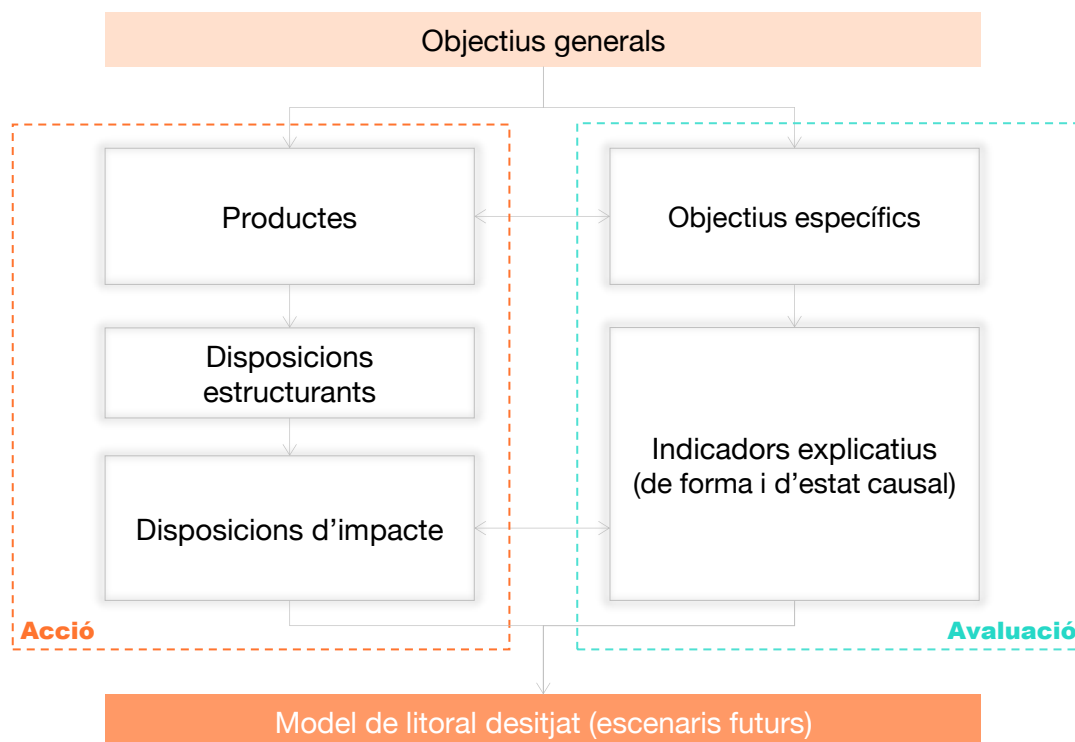 Objectius generals
Productes
Objectius específics
Disposicions
estructurants
Indicadors explicatius
(de forma i d’estat causal)
Disposicions d’impacte
Acció
Avaluació
Model de litoral desitjat (escenaris futurs)